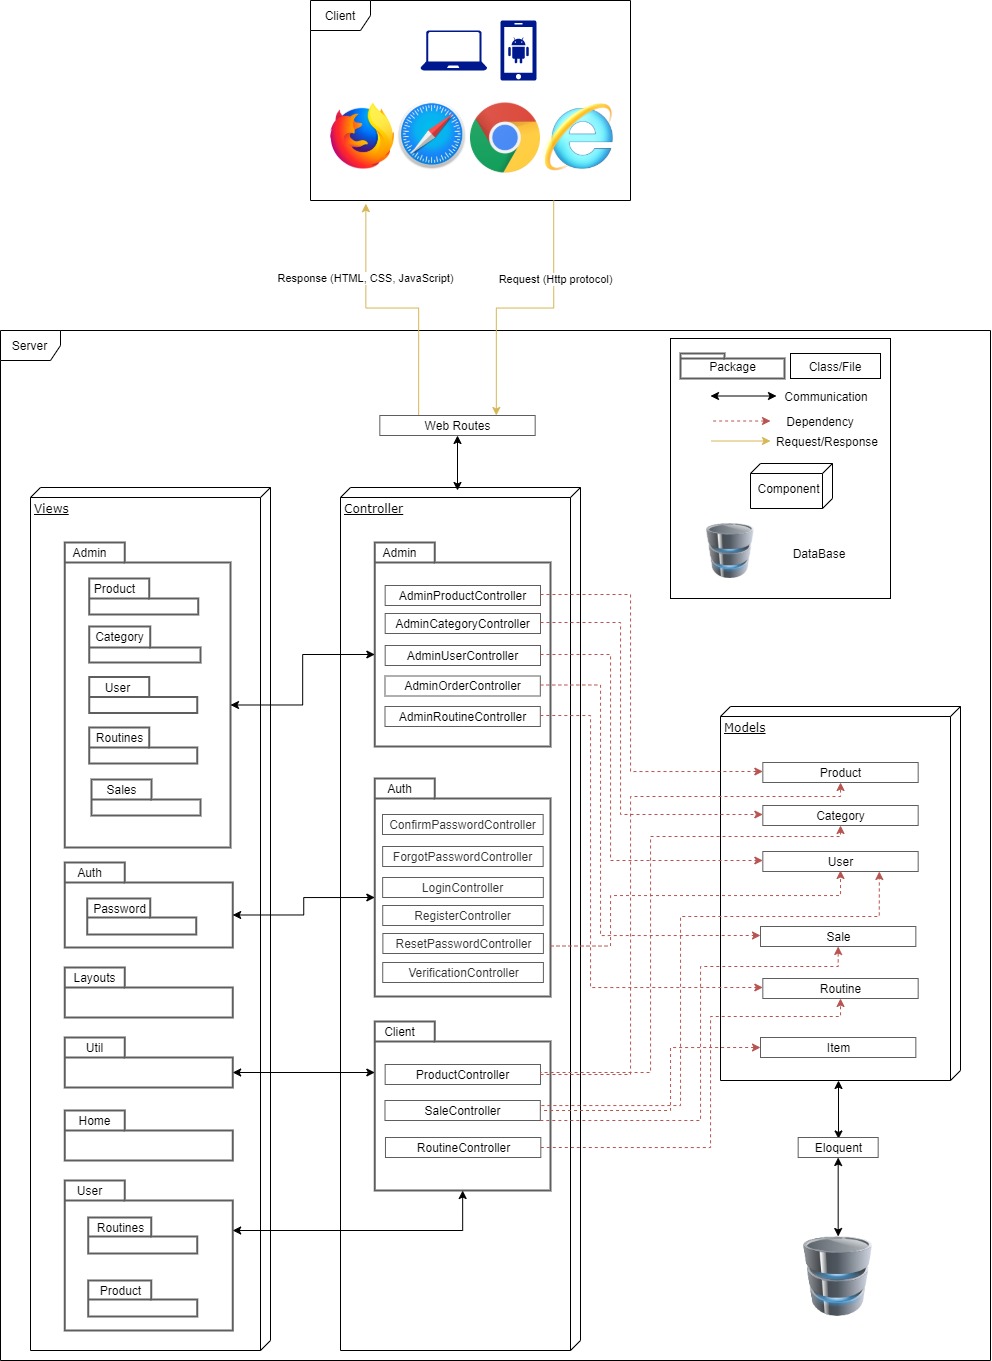 Client
Response (HTML, CSS, JavaScript)
Request (Http protocol)
Server
Package
Class/File
Communication
Dependency
Request/Response
Component
DataBase
Web Routes
Views
Admin
Product
Category
User
Routines
Sales
Auth
Password
Layouts
Util
Home
User
Routines
Product
Controller
Admin
AdminProductController
AdminCategoryController
AdminUserController
AdminOrderController
AdminRoutineController
Auth
ConfirmPasswordController
ForgotPasswordController
LoginController
RegisterController
ResetPasswordController
VerificationController
Client
ProductController
SaleController
RoutineController
Models
Product
Category
User
Sale
Routine
Item
Eloquent